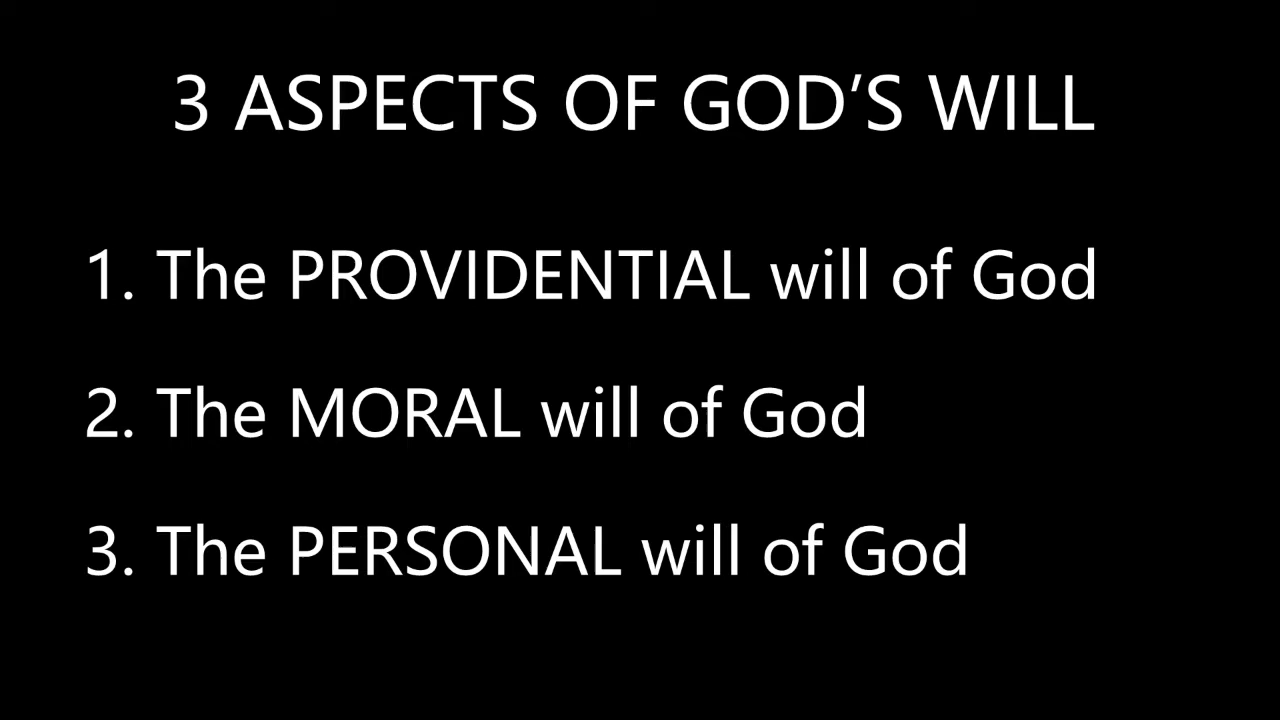 3 ASPECTS OF GOD’S WILL
1. The PROVIDENTIAL will of God
2. The MORAL will of God
3. The PERSONAL will of God